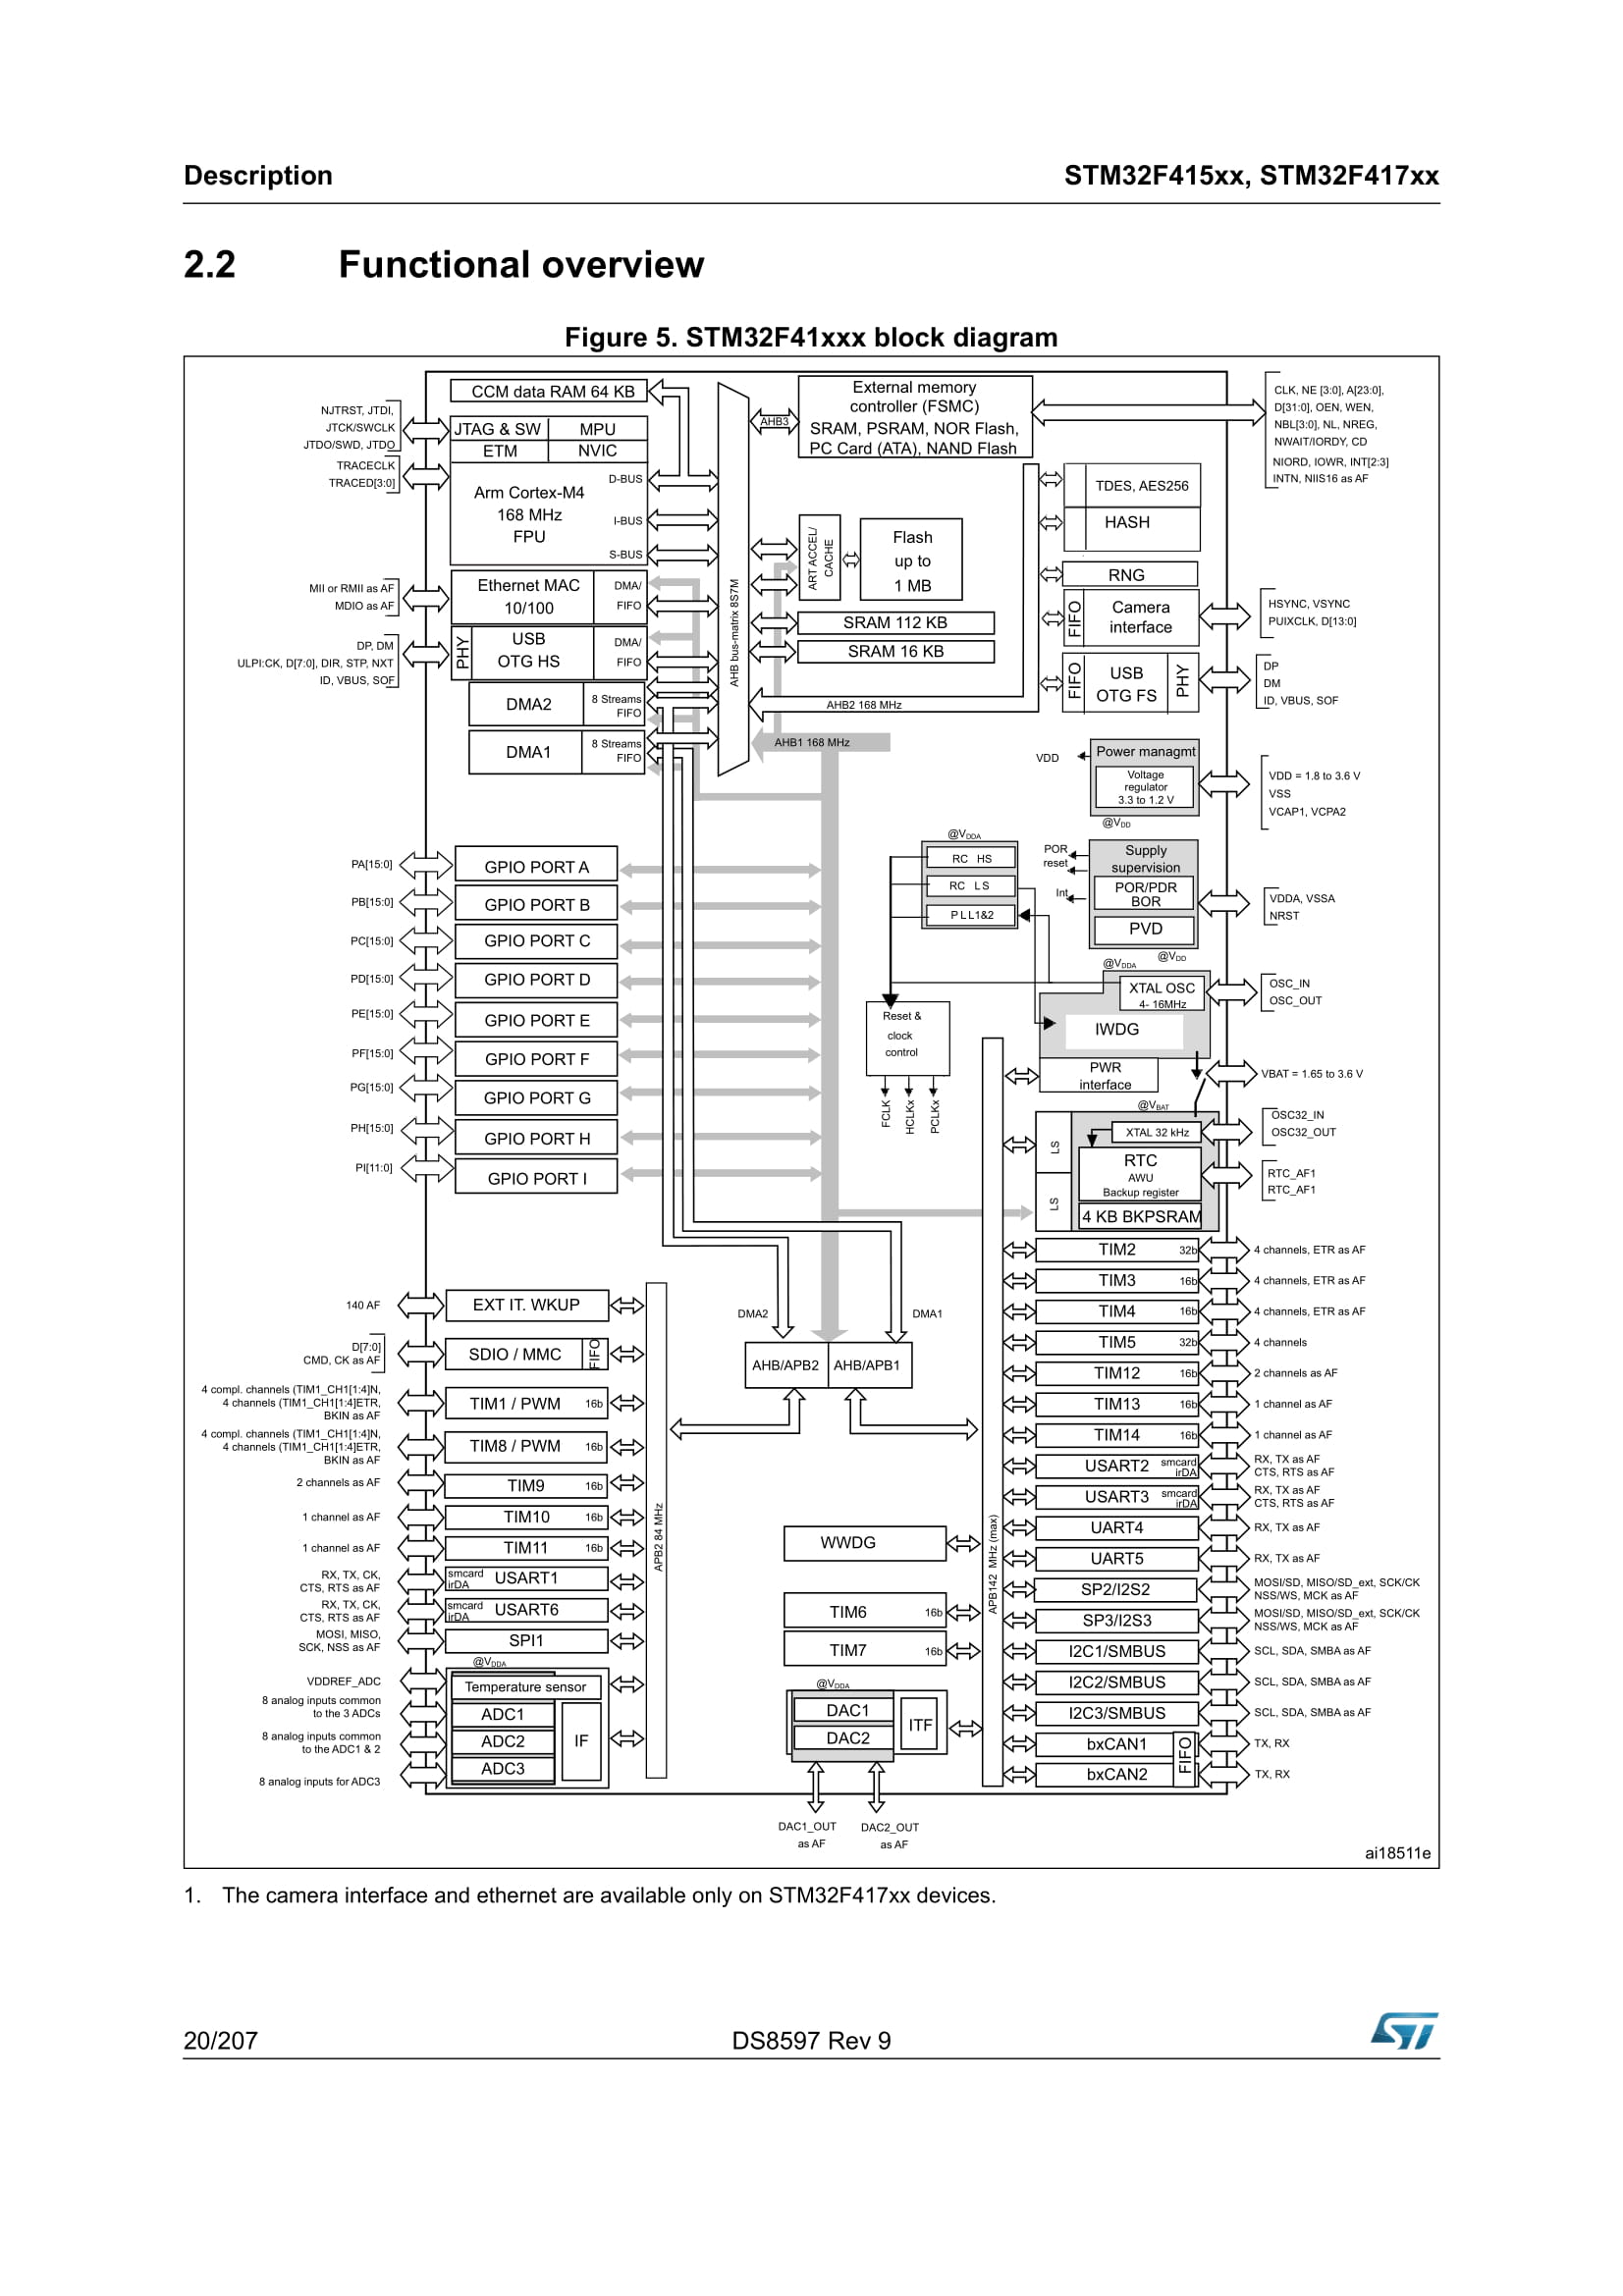 Description
STM32F415xx, STM32F417xx
2.2 Functional overview
Figure 5. STM32F41xxx block diagram
CCM data RAM 64 KB
NJTRST, JTDI,
JTCK/SWCLK
JTDO/SWD, JTDO
TRACECLK
TRACED[3:0]
JTAG & SW
MPU
ETM
NVIC
Arm Cortex-M4
168 MHz
FPU
D-BUS
I-BUS
S-BUS
MII or RMII as AF
MDIO as AF
Ethernet MAC
10/100
DMA/
FIFO
DP, DM
ULPI:CK, D[7:0], DIR, STP, NXT
ID, VBUS, SOF
PHY
USB
OTG HS
DMA/
FIFO
DMA2
8 Streams
FIFO
DMA1
8 Streams
FIFO
AHB bus-matrix 8S7M
AHB3
External memory
controller (FSMC)
SRAM, PSRAM, NOR Flash,
PC Card (ATA), NAND Flash
CLK, NE [3:0], A[23:0],
D[31:0], OEN, WEN,
NBL[3:0], NL, NREG,
NWAIT/IORDY, CD
NIORD, IOWR, INT[2:3]
INTN, NIIS16 as AF
ART ACCEL/
CACHE
Flash
up to
1 MB
SRAM 112 KB
SRAM 16 KB
AHB2 168 MHz
AHB1 168 MHz
TDES, AES256
HASH
RNG
FIFO
Camera
interface
HSYNC, VSYNC
PUIXCLK, D[13:0]
FIFO
USB
OTG FS
PHY
DP
DM
ID, VBUS, SOF
VDD
Power managmt
Voltage
regulator
3.3 to 1.2 V
@VDD
VDD = 1.8 to 3.6 V
VSS
VCAP1, VCPA2
@VDDA
RC HS
RC LS
PLL1&2
POR
reset
Int
Supply
supervision
POR/PDR
BOR
PVD
@VDD
VDDA, VSSA
NRST
@VDDA
XTAL OSC
4- 16MHz
IWDG
OSC_IN
OSC_OUT
PWR
interface
VBAT = 1.65 to 3.6 V
@VBAT
Reset &
clock
control
FCLK
HCLKx
PCLKx
LS
LS
XTAL 32 kHz
RTC
AWU
Backup register
4 KB BKPSRAM
OSC32_IN
OSC32_OUT
RTC_AF1
RTC_AF1
PA[15:0]
GPIO PORT A
PB[15:0]
GPIO PORT B
PC[15:0]
GPIO PORT C
PD[15:0]
GPIO PORT D
PE[15:0]
GPIO PORT E
PF[15:0]
GPIO PORT F
PG[15:0]
GPIO PORT G
PH[15:0]
GPIO PORT H
PI[11:0]
GPIO PORT I
DMA2
DMA1
AHB/APB2
AHB/APB1
140 AF
EXT IT. WKUP
D[7:0]
CMD, CK as AF
SDIO / MMC
FIFO
4 compl. channels (TIM1_CH1[1:4]N,
4 channels (TIM1_CH1[1:4]ETR,
BKIN as AF
TIM1 / PWM 16b
4 compl. channels (TIM1_CH1[1:4]N,
4 channels (TIM1_CH1[1:4]ETR,
BKIN as AF
TIM8 / PWM 16b
2 channels as AF
TIM9 16b
1 channel as AF
TIM10 16b
1 channel as AF
TIM11 16b
RX, TX, CK,
CTS, RTS as AF
smcard
irDA
USART1
RX, TX, CK,
CTS, RTS as AF
smcard
irDA
USART6
MOSI, MISO,
SCK, NSS as AF
SPI1
@VDDA
VDDREF_ADC
Temperature sensor
8 analog inputs common
to the 3 ADCs
ADC1
8 analog inputs common
to the ADC1 & 2
ADC2
8 analog inputs for ADC3
ADC3
IF
APB2 84 MHz
WWDG
TIM6 16b
TIM7 16b
@VDDA
DAC1
DAC2
ITF
DAC1_OUT
as AF
DAC2_OUT
as AF
APB142 MHz (max)
TIM2 32b
4 channels, ETR as AF
TIM3 16b
4 channels, ETR as AF
TIM4 16b
4 channels, ETR as AF
TIM5 32b
4 channels
TIM12 16b
2 channels as AF
TIM13 16b
1 channel as AF
TIM14 16b
1 channel as AF
USART2
smcard
irDA
RX, TX as AF
CTS, RTS as AF
USART3
smcard
irDA
RX, TX as AF
CTS, RTS as AF
UART4
RX, TX as AF
UART5
RX, TX as AF
SP2/I2S2
MOSI/SD, MISO/SD_ext, SCK/CK
NSS/WS, MCK as AF
SP3/I2S3
MOSI/SD, MISO/SD_ext, SCK/CK
NSS/WS, MCK as AF
I2C1/SMBUS
SCL, SDA, SMBA as AF
I2C2/SMBUS
SCL, SDA, SMBA as AF
I2C3/SMBUS
SCL, SDA, SMBA as AF
bxCAN1
TX, RX
bxCAN2
FIFO
TX, RX
ai18511e
1. The camera interface and ethernet are available only on STM32F417xx devices.
20/207
DS8597 Rev 9
ST